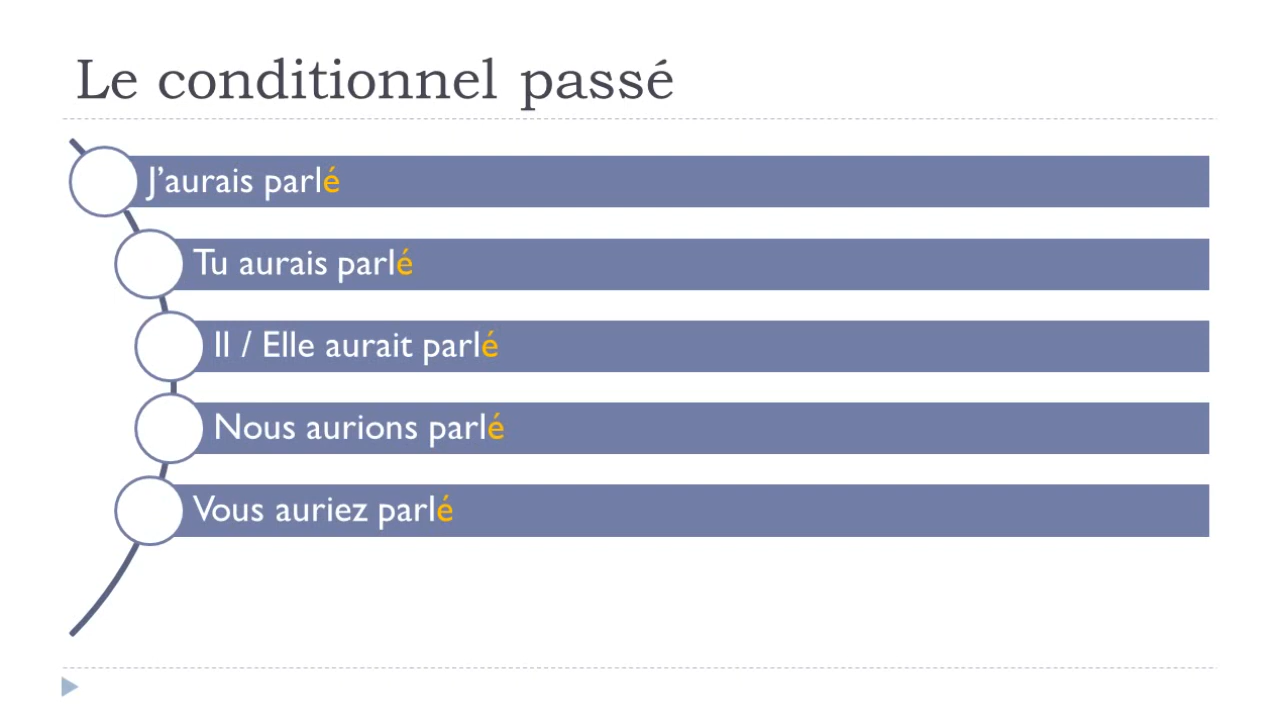 Le conditionnel passé
J’aurais parlé
Tu aurais parlé
Il / Elle aurait parlé
Nous aurions parlé
Vous auriez parlé